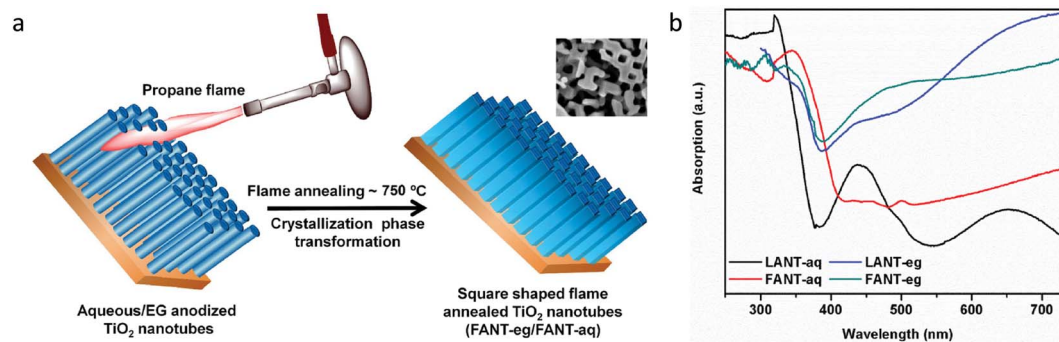 a
Propane flame
Flame annealing ~ 750 ºC
Crystallization phase
transformation
Aqueous/EG anodized
TiO₂ nanotubes
Square shaped flame
annealed TiO₂ nanotubes
(FANT-eg/FANT-aq)
b
Absorption (a.u.)
LANT-aq LANT-eg
FANT-aq FANT-eg
300 400 500 600 700
Wavelength (nm)